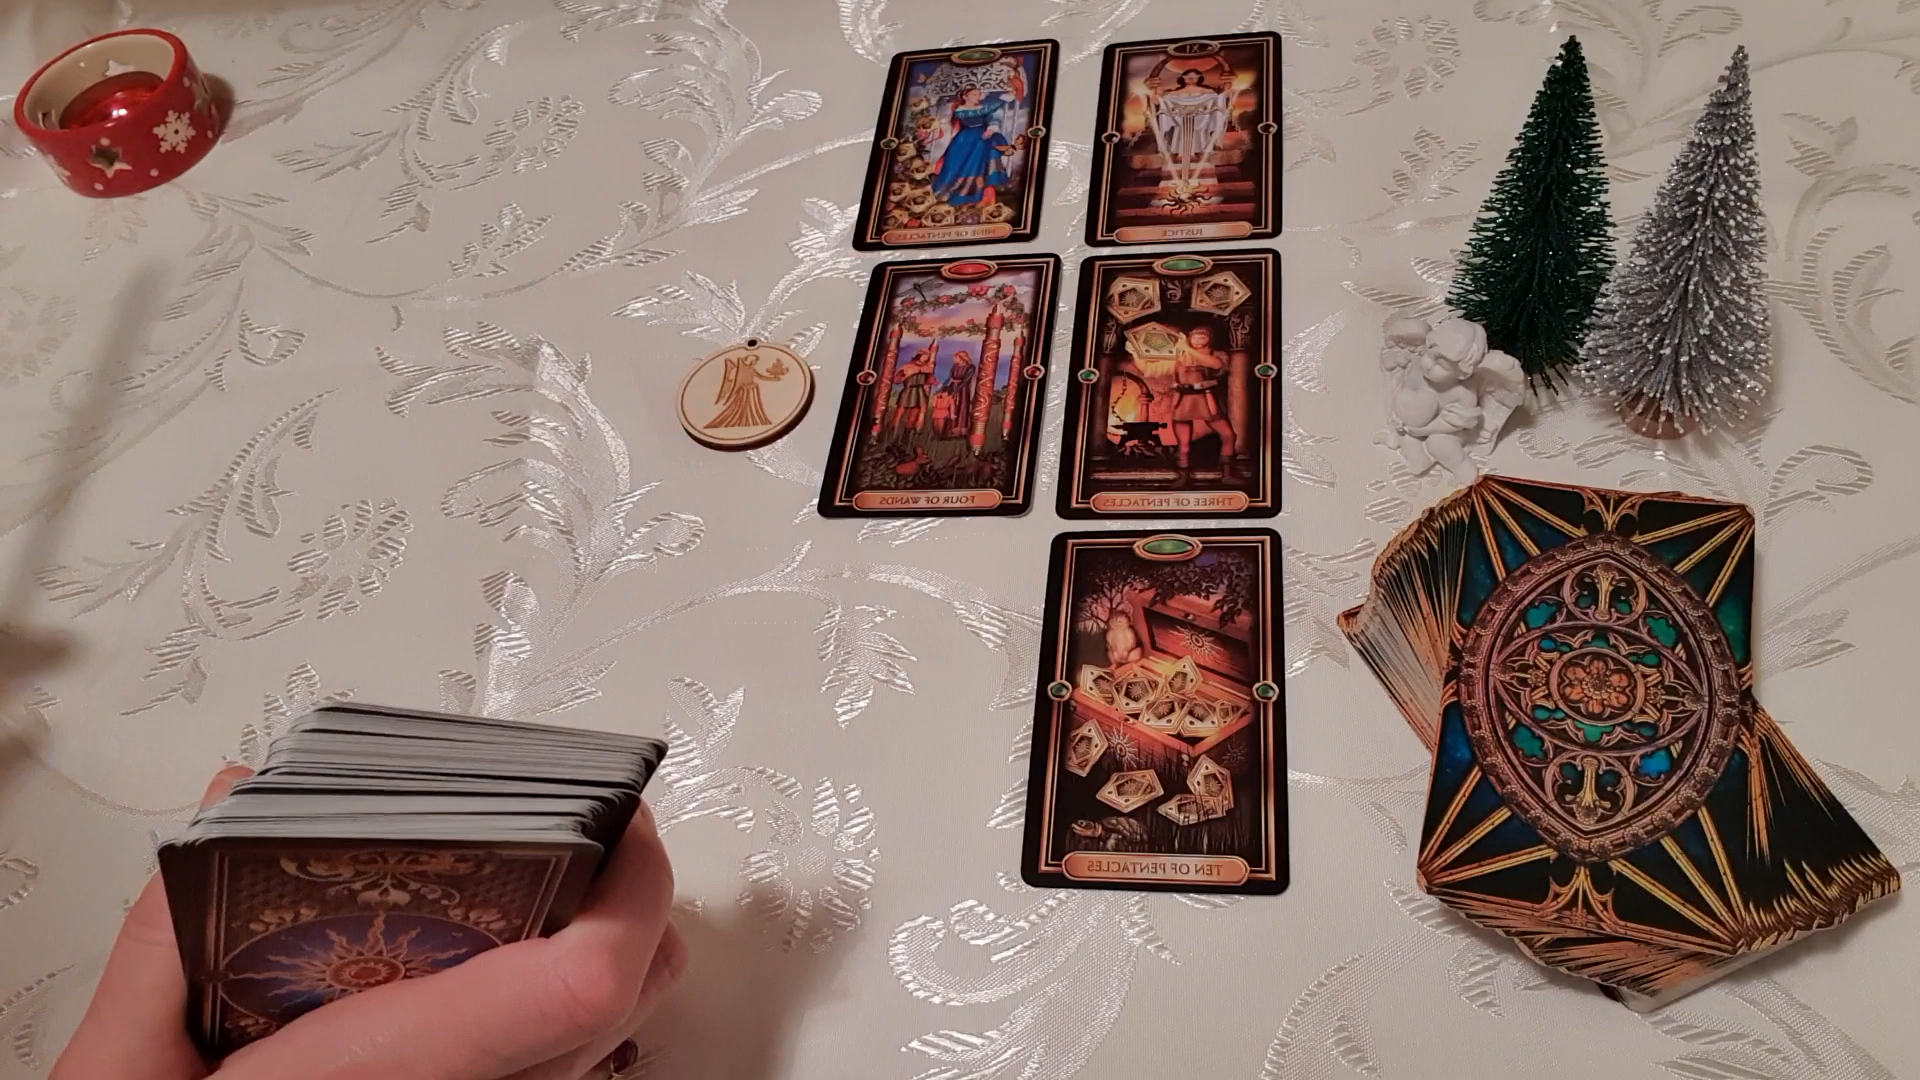 NINE OF PENTACLES
XI
JUSTICE
FOUR OF WANDS
THREE OF PENTACLES
TEN OF PENTACLES